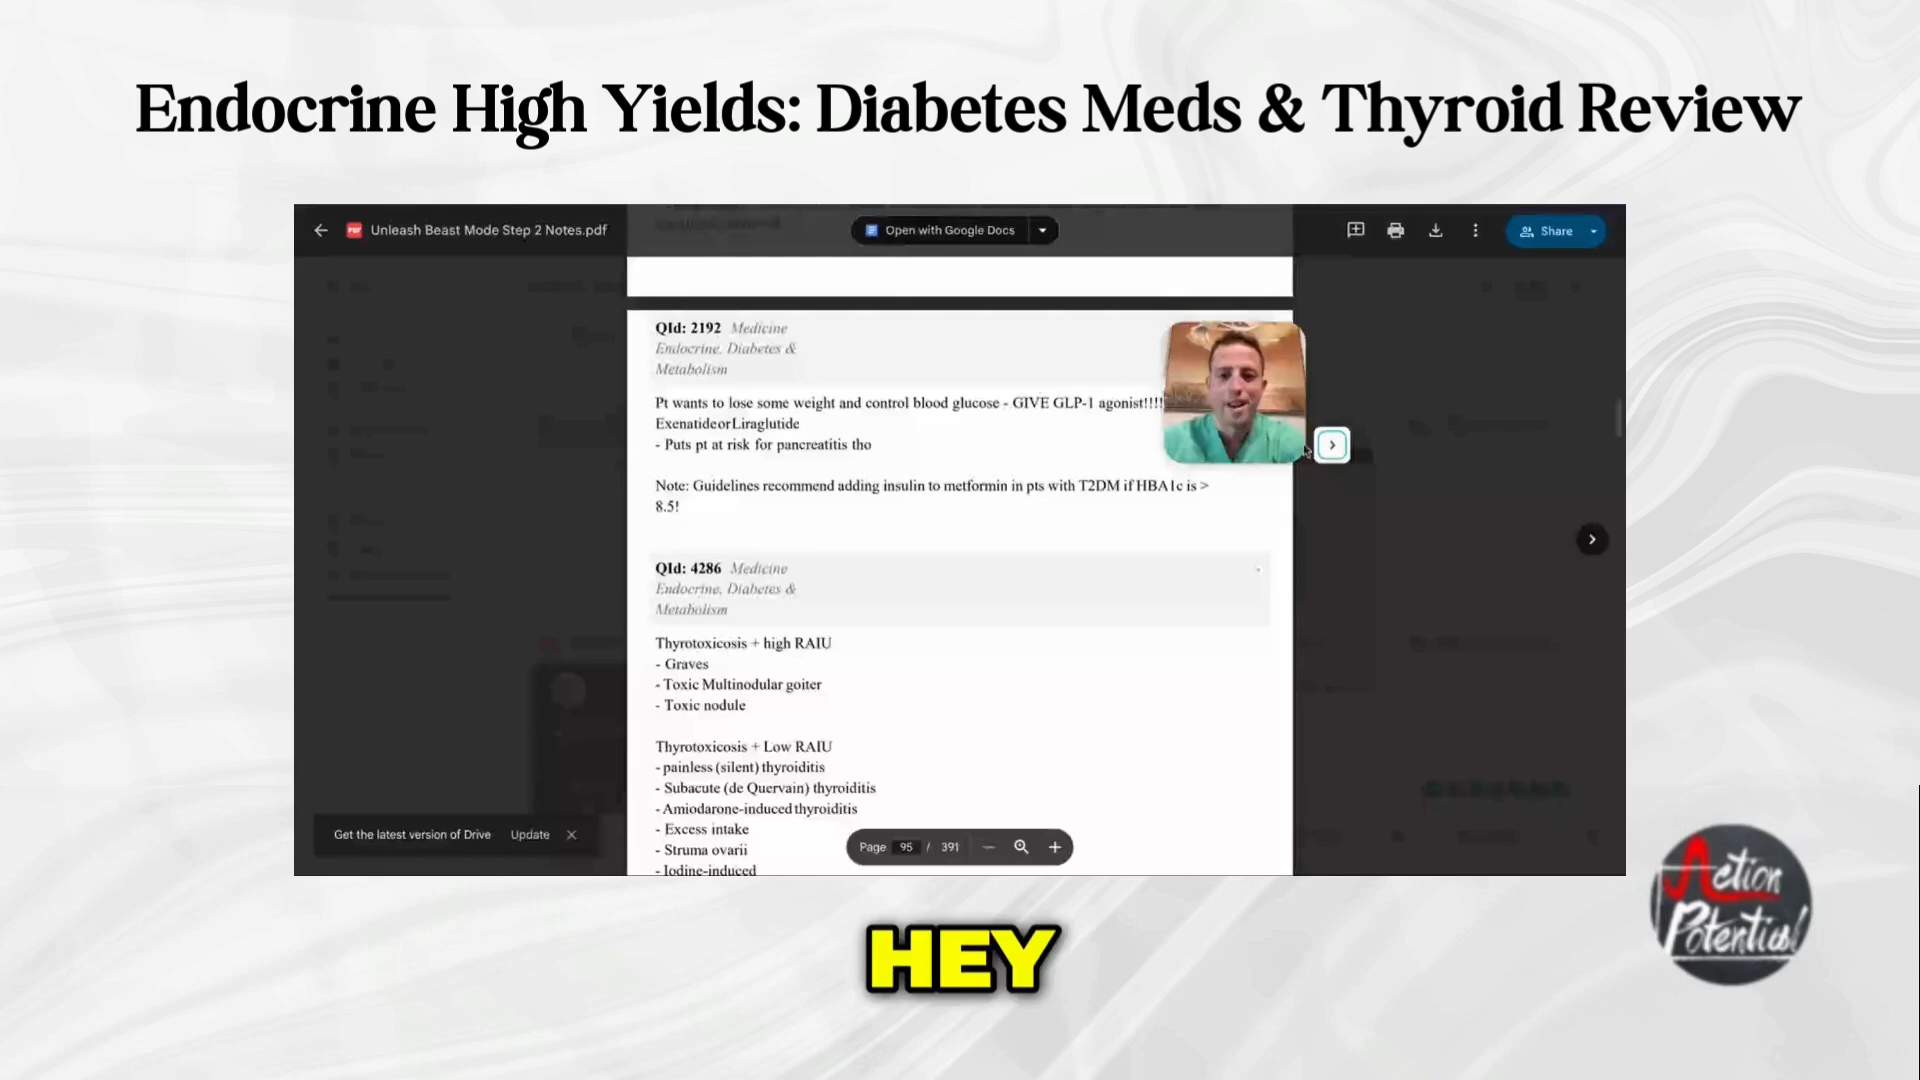 Endocrine High Yields: Diabetes Meds & Thyroid Review
Unleash Beast Mode Step 2 Notes.pdf
Open with Google Docs
Share
QId: 2192 Medicine
Endocrine, Diabetes &
Metabolism
Pt wants to lose some weight and control blood glucose - GIVE GLP-1 agonist!!!!
Exenatide or Liraglutide
- Puts pt at risk for pancreatitis tho
Note: Guidelines recommend adding insulin to metformin in pts with T2DM if HBA1c is >
8.5!
QId: 4286 Medicine
Endocrine, Diabetes &
Metabolism
Thyrotoxicosis + high RAIU
- Graves
- Toxic Multinodular goiter
- Toxic nodule
Thyrotoxicosis + Low RAIU
- painless (silent) thyroiditis
- Subacute (de Quervain) thyroiditis
- Amiodarone-induced thyroiditis
- Excess intake
- Struma ovarii
- Iodine-induced
Get the latest version of Drive Update
Page 95 / 391
Action
Potential
HEY